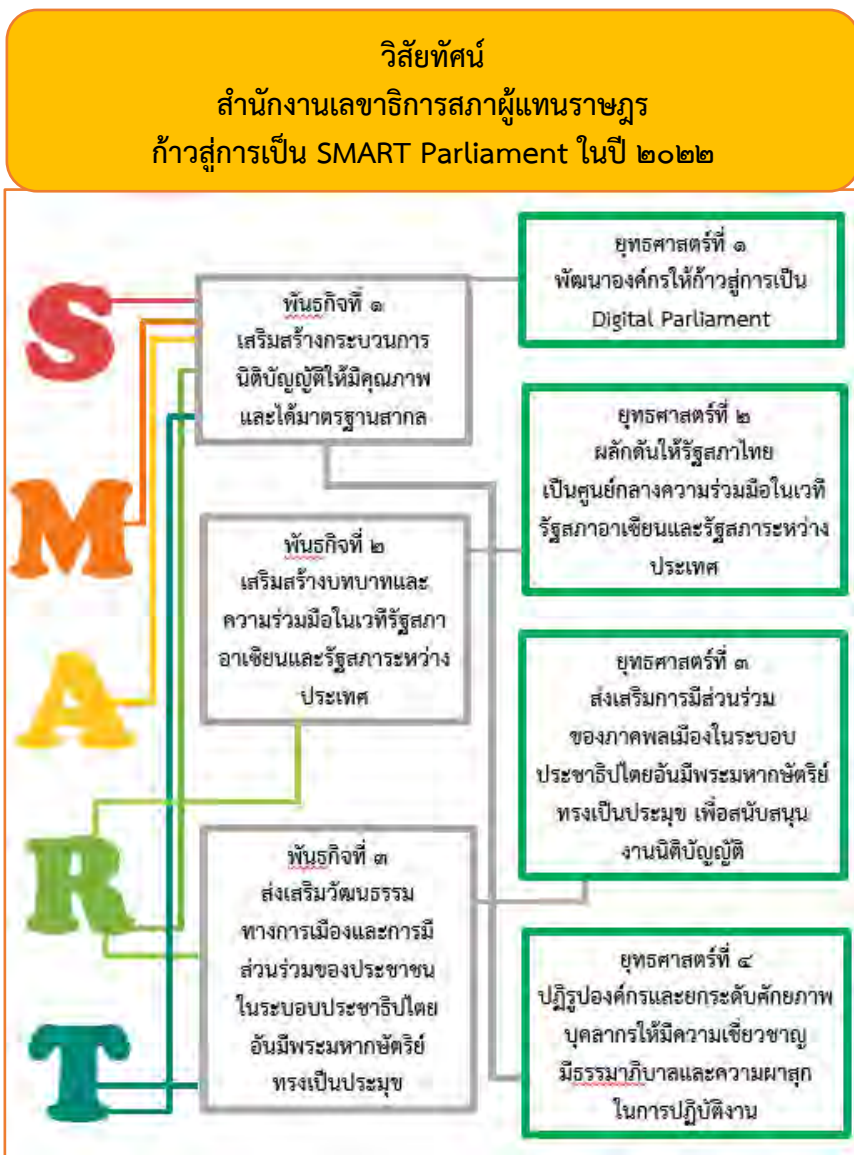 วิสัยทัศน์
สำนักงานเลขาธิการสภาผู้แทนราษฎร
ก้าวสู่การเป็น SMART Parliament ในปี ๒๐๒๒
S
M
A
R
T
พันธกิจที่ ๑
เสริมสร้างกระบวนการ
นิติบัญญัติให้มีคุณภาพ
และได้มาตรฐานสากล
พันธกิจที่ ๒
เสริมสร้างบทบาทและ
ความร่วมมือในเวทีรัฐสภา
อาเซียนและรัฐสภาระหว่าง
ประเทศ
พันธกิจที่ ๓
ส่งเสริมวัฒนธรรม
ทางการเมืองและการมี
ส่วนร่วมของประชาชน
ในระบอบประชาธิปไตย
อันมีพระมหากษัตริย์
ทรงเป็นประมุข
ยุทธศาสตร์ที่ ๑
พัฒนาองค์กรให้ก้าวสู่การเป็น
Digital Parliament
ยุทธศาสตร์ที่ ๒
ผลักดันให้รัฐสภาไทย
เป็นศูนย์กลางความร่วมมือในเวที
รัฐสภาอาเซียนและรัฐสภาระหว่าง
ประเทศ
ยุทธศาสตร์ที่ ๓
ส่งเสริมการมีส่วนร่วม
ของภาคพลเมืองในระบอบ
ประชาธิปไตยอันมีพระมหากษัตริย์
ทรงเป็นประมุข เพื่อสนับสนุน
งานนิติบัญญัติ
ยุทธศาสตร์ที่ ๔
ปฏิรูปองค์กรและยกระดับศักยภาพ
บุคลากรให้มีความเชี่ยวชาญ
มีธรรมาภิบาลและความผาสุก
ในการปฏิบัติงาน